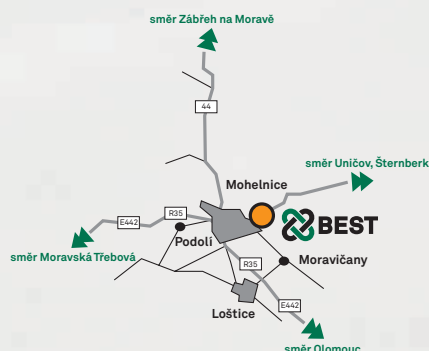 směr Zábřeh na Moravě
44
směr Uničov, Šternberk
Mohelnice
R35
E442
BEST
Podolí
směr Moravská Třebová
R35
Moravičany
Loštice
E442
směr Olomouc